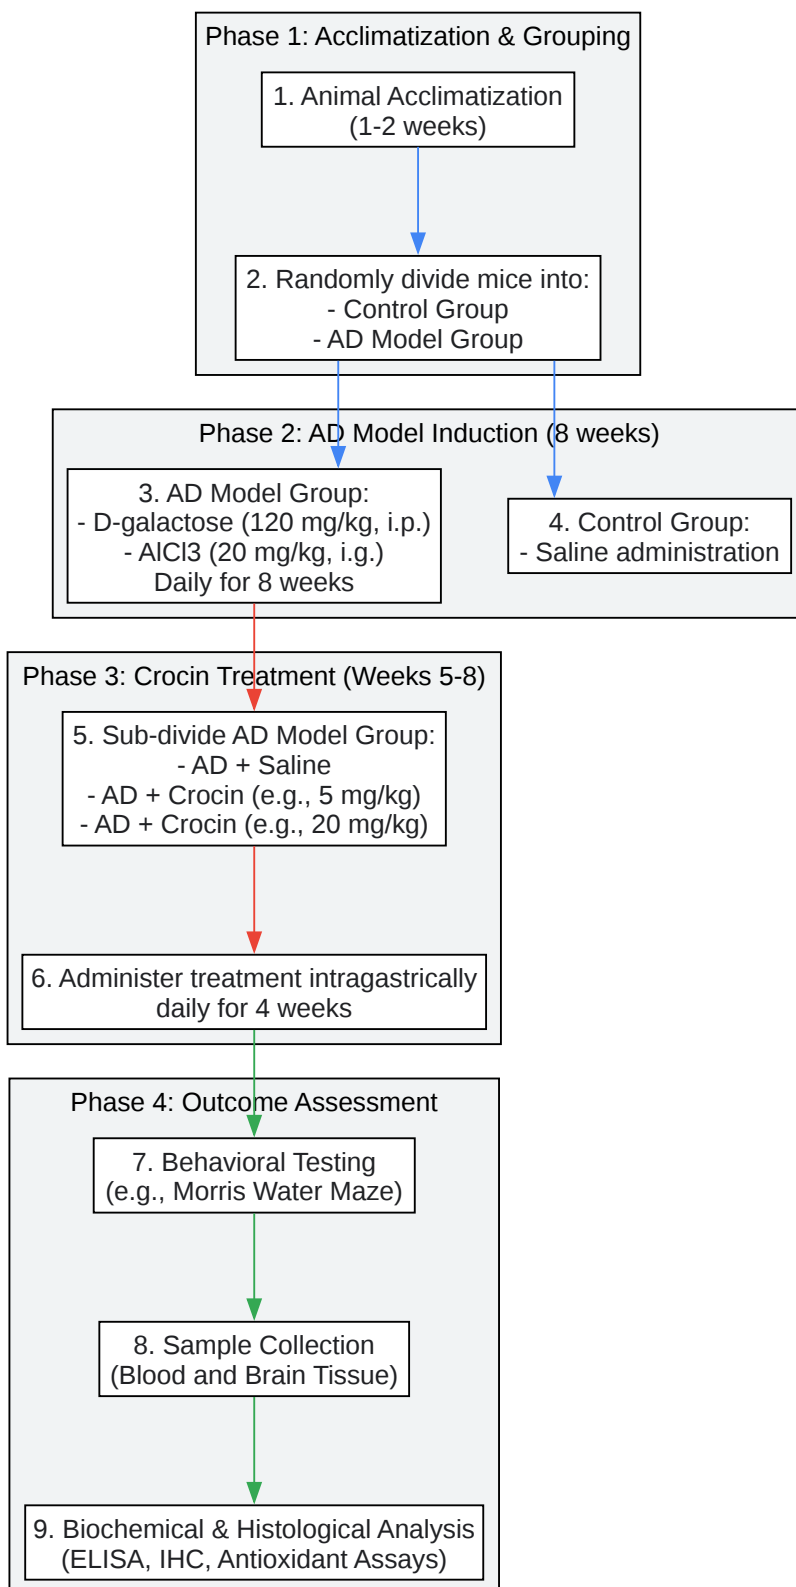 Phase 1: Acclimatization & Grouping
1. Animal Acclimatization
(1-2 weeks)
2. Randomly divide mice into:
- Control Group
- AD Model Group
Phase 2: AD Model Induction (8 weeks)
3. AD Model Group:
- D-galactose (120 mg/kg, i.p.)
- AlCl3 (20 mg/kg, i.g.)
Daily for 8 weeks
4. Control Group:
- Saline administration
Phase 3: Crocin Treatment (Weeks 5-8)
5. Sub-divide AD Model Group:
- AD + Saline
- AD + Crocin (e.g., 5 mg/kg)
- AD + Crocin (e.g., 20 mg/kg)
6. Administer treatment intragastrically
daily for 4 weeks
Phase 4: Outcome Assessment
7. Behavioral Testing
(e.g., Morris Water Maze)
8. Sample Collection
(Blood and Brain Tissue)
9. Biochemical & Histological Analysis
(ELISA, IHC, Antioxidant Assays)